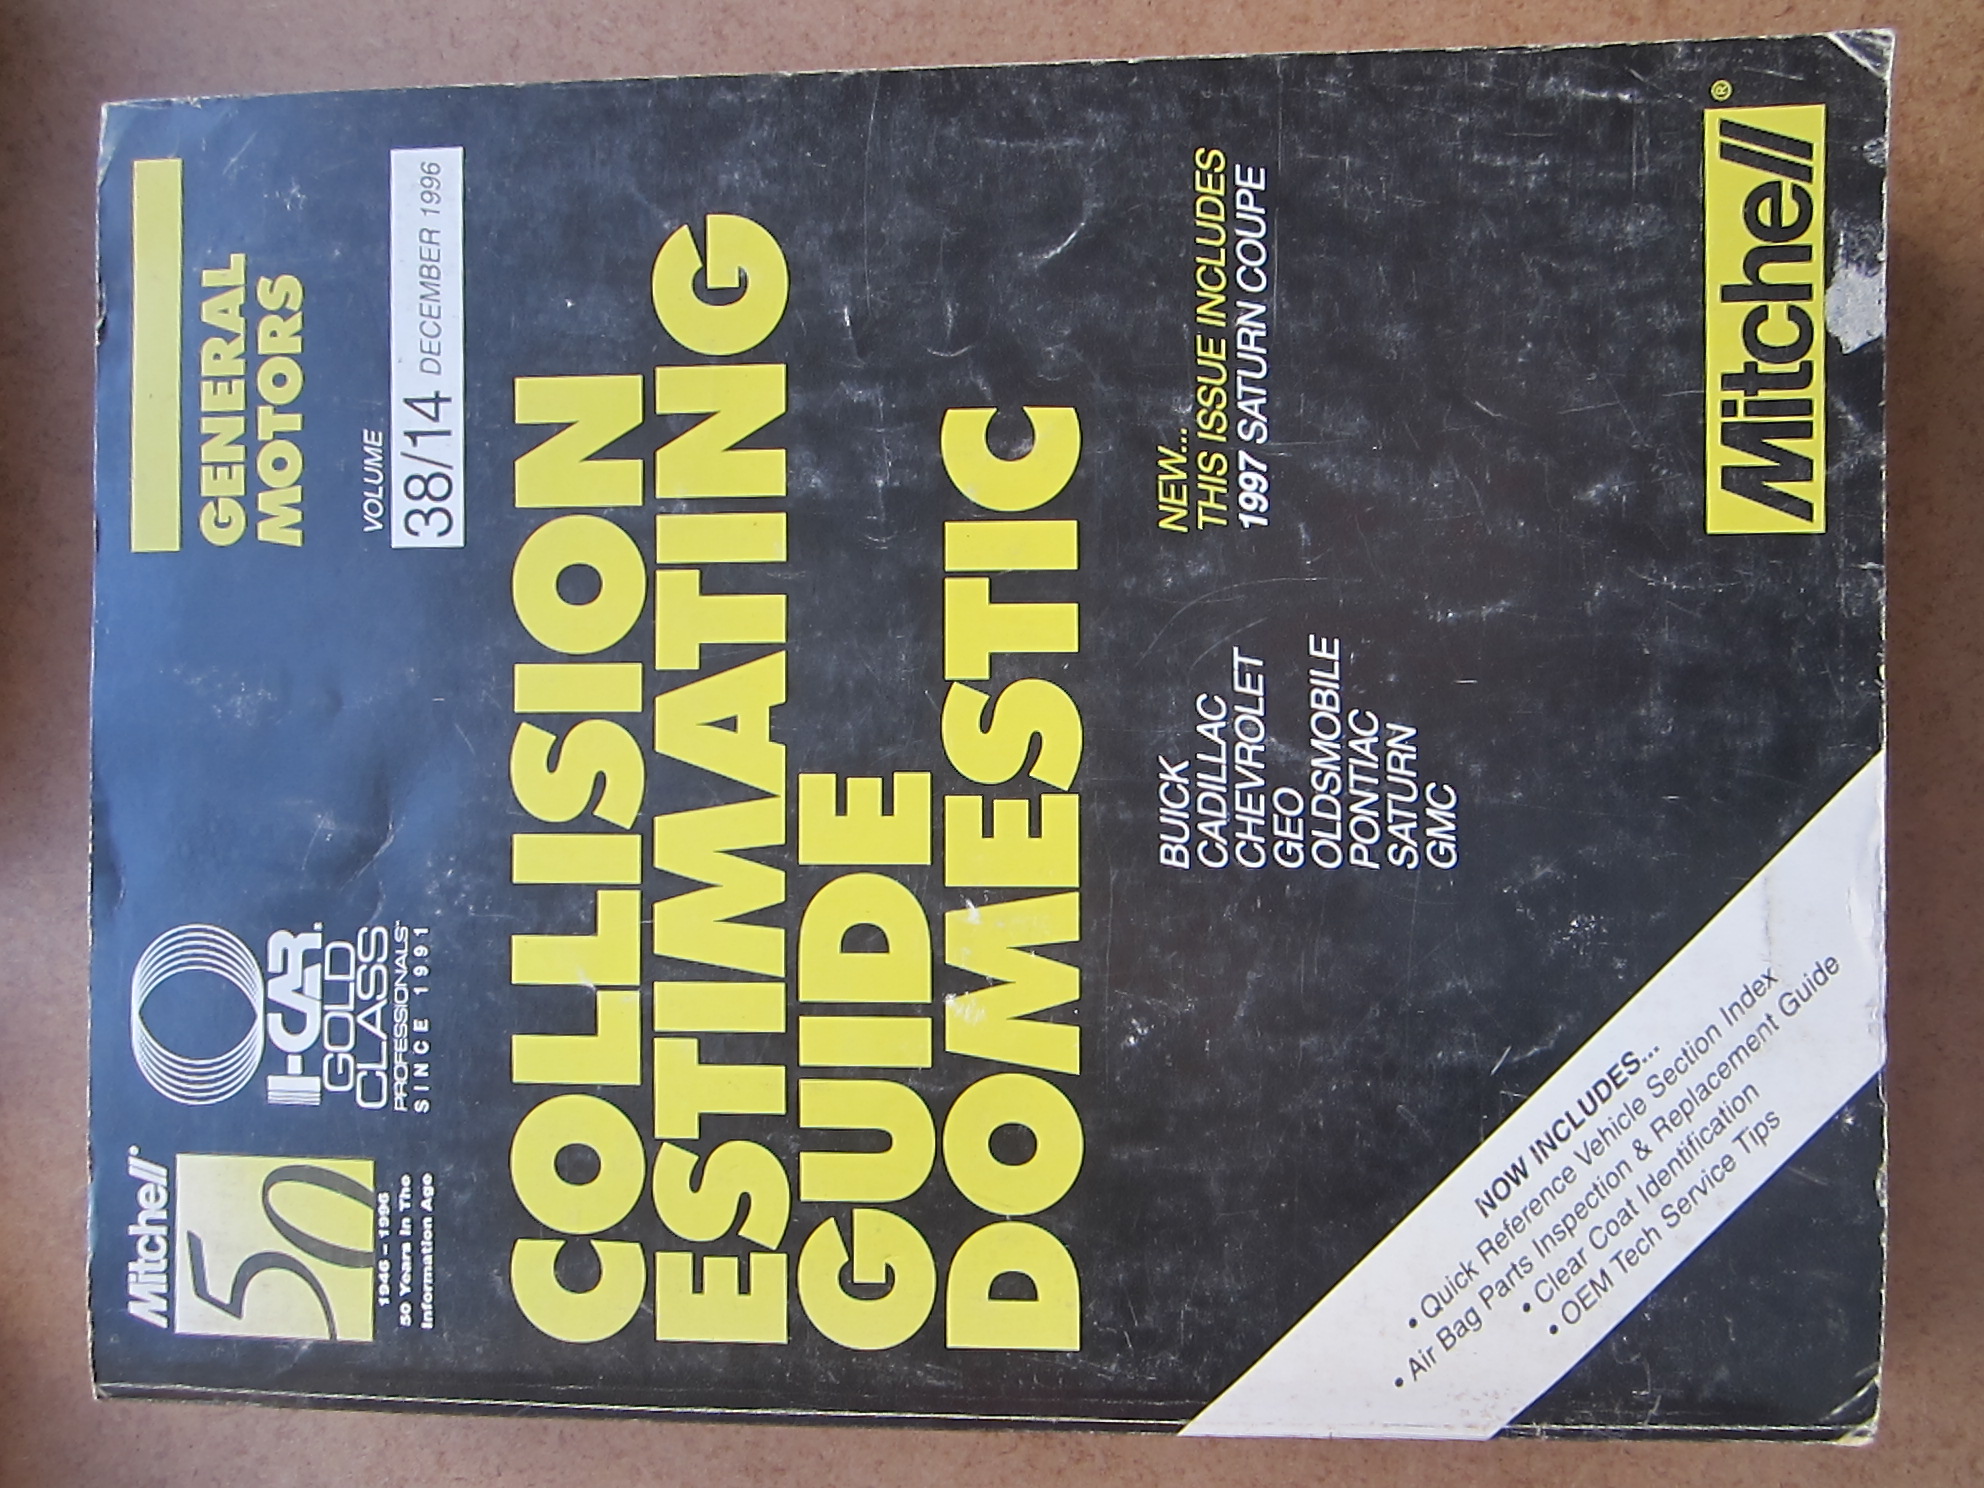 Mitchell®
50
1946 – 1996
50 Years In The
Information Age
I-CAR®
GOLD
CLASS
PROFESSIONALS™
SINCE 1991
GENERAL
MOTORS
VOLUME
38/14 DECEMBER 1996
COLLISION
ESTIMATING
GUIDE
DOMESTIC
BUICK
CADILLAC
CHEVROLET
GEO
OLDSMOBILE
PONTIAC
SATURN
GMC
NEW...
THIS ISSUE INCLUDES
1997 SATURN COUPE
NOW INCLUDES...
• Quick Reference Vehicle Section Index
• Air Bag Parts Inspection & Replacement Guide
• Clear Coat Identification
• OEM Tech Service Tips
Mitchell®